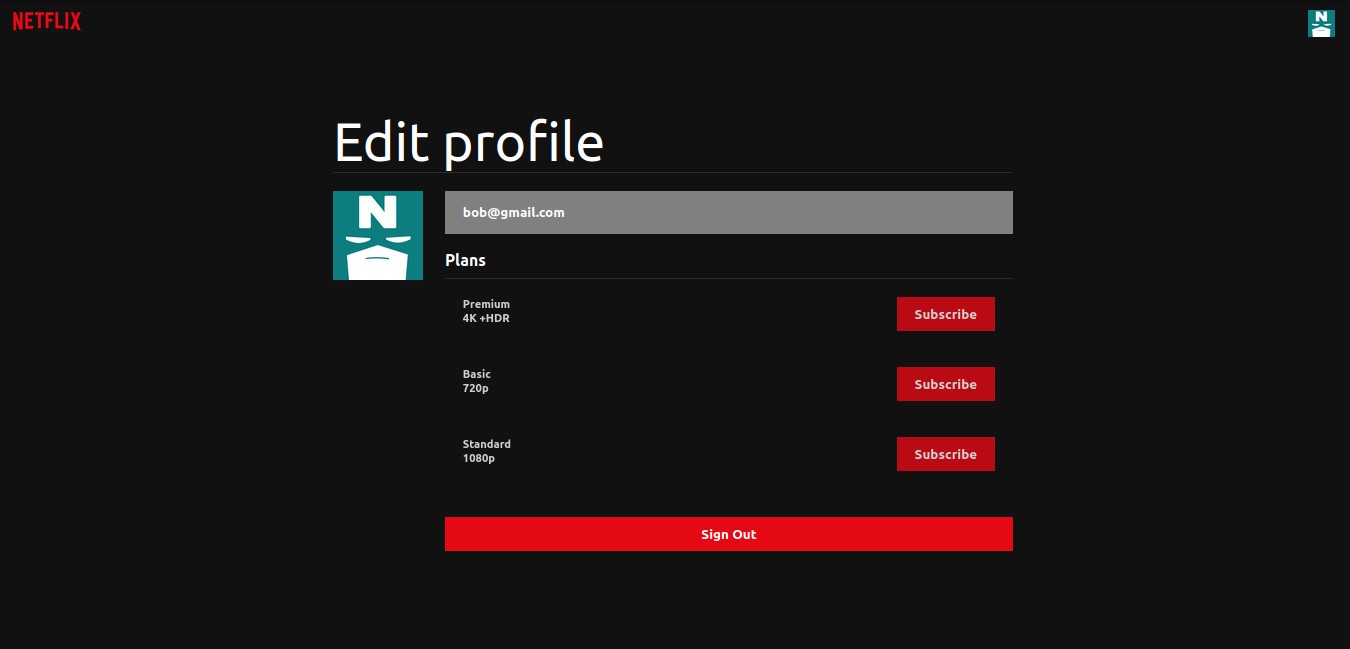 NETFLIX
Edit profile
bob@gmail.com
Plans
Premium
4K +HDR
Subscribe
Basic
720p
Subscribe
Standard
1080p
Subscribe
Sign Out